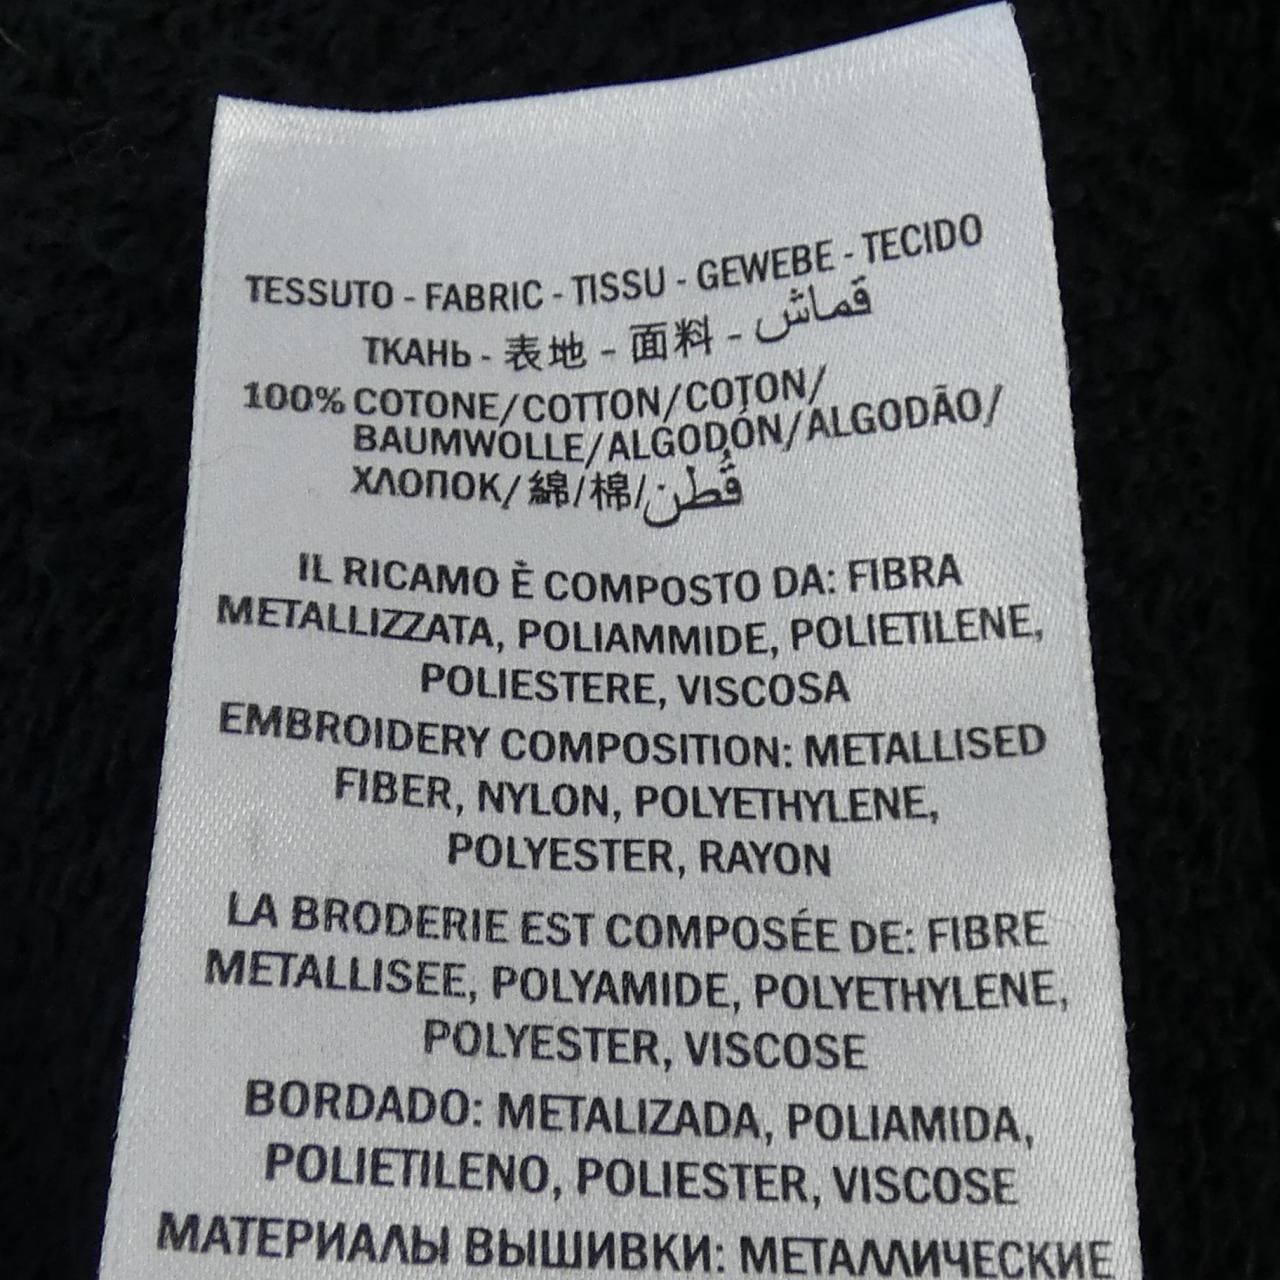 TESSUTO - FABRIC - TISSU - GEWEBE - TECIDO
ТКАНЬ - 表地 - 面料 - قماش
100% COTONE/COTTON/COTON/
BAUMWOLLE/ALGODÓN/ALGODÃO/
ХЛОПОК/綿/棉/قُطن
IL RICAMO È COMPOSTO DA: FIBRA
METALLIZZATA, POLIAMMIDE, POLIETILENE,
POLIESTERE, VISCOSA
EMBROIDERY COMPOSITION: METALLISED
FIBER, NYLON, POLYETHYLENE,
POLYESTER, RAYON
LA BRODERIE EST COMPOSÉE DE: FIBRE
METALLISEE, POLYAMIDE, POLYETHYLENE,
POLYESTER, VISCOSE
BORDADO: METALIZADA, POLIAMIDA,
POLIETILENO, POLIESTER, VISCOSE
МАТЕРИАЛЫ ВЫШИВКИ: МЕТАЛЛИЧЕСКИЕ